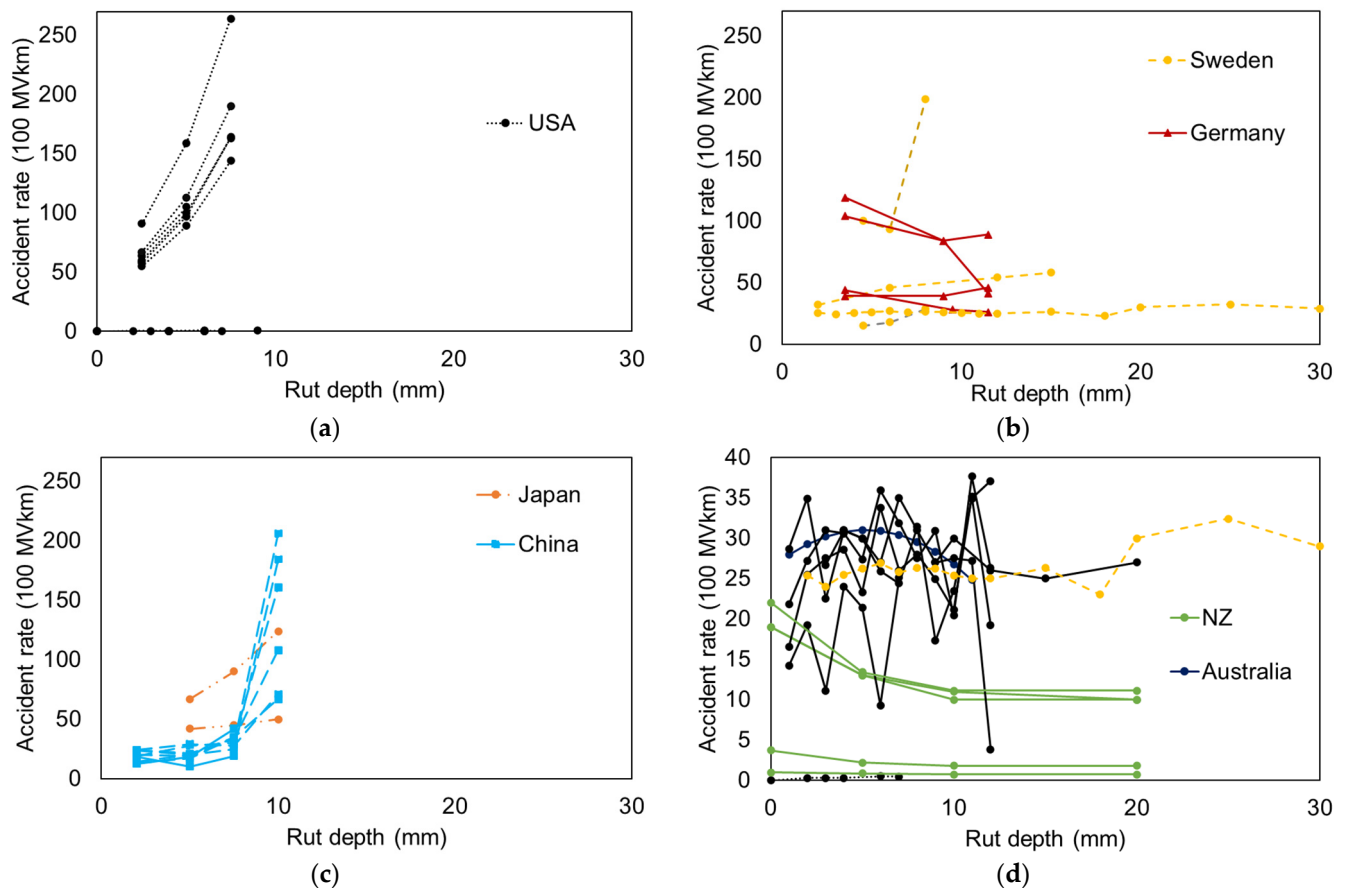 250
200
150
100
50
0
Accident rate (100 MVkm)
USA
0
10
20
30
Rut depth (mm)
(a)
250
200
150
100
50
0
Accident rate (100 MVkm)
Sweden
Germany
0
10
20
30
Rut depth (mm)
(b)
250
200
150
100
50
0
Accident rate (100 MVkm)
Japan
China
0
10
20
30
Rut depth (mm)
(c)
40
35
30
25
20
15
10
5
0
Accident rate (100 MVkm)
NZ
Australia
0
10
20
30
Rut depth (mm)
(d)